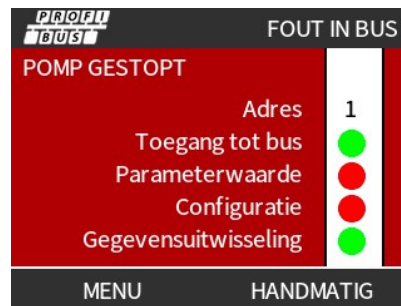 PROFI
BUS
FOUT IN BUS
POMP GESTOPT
Adres 1
Toegang tot bus
Parameterwaarde
Configuratie
Gegevensuitwisseling
MENU HANDMATIG